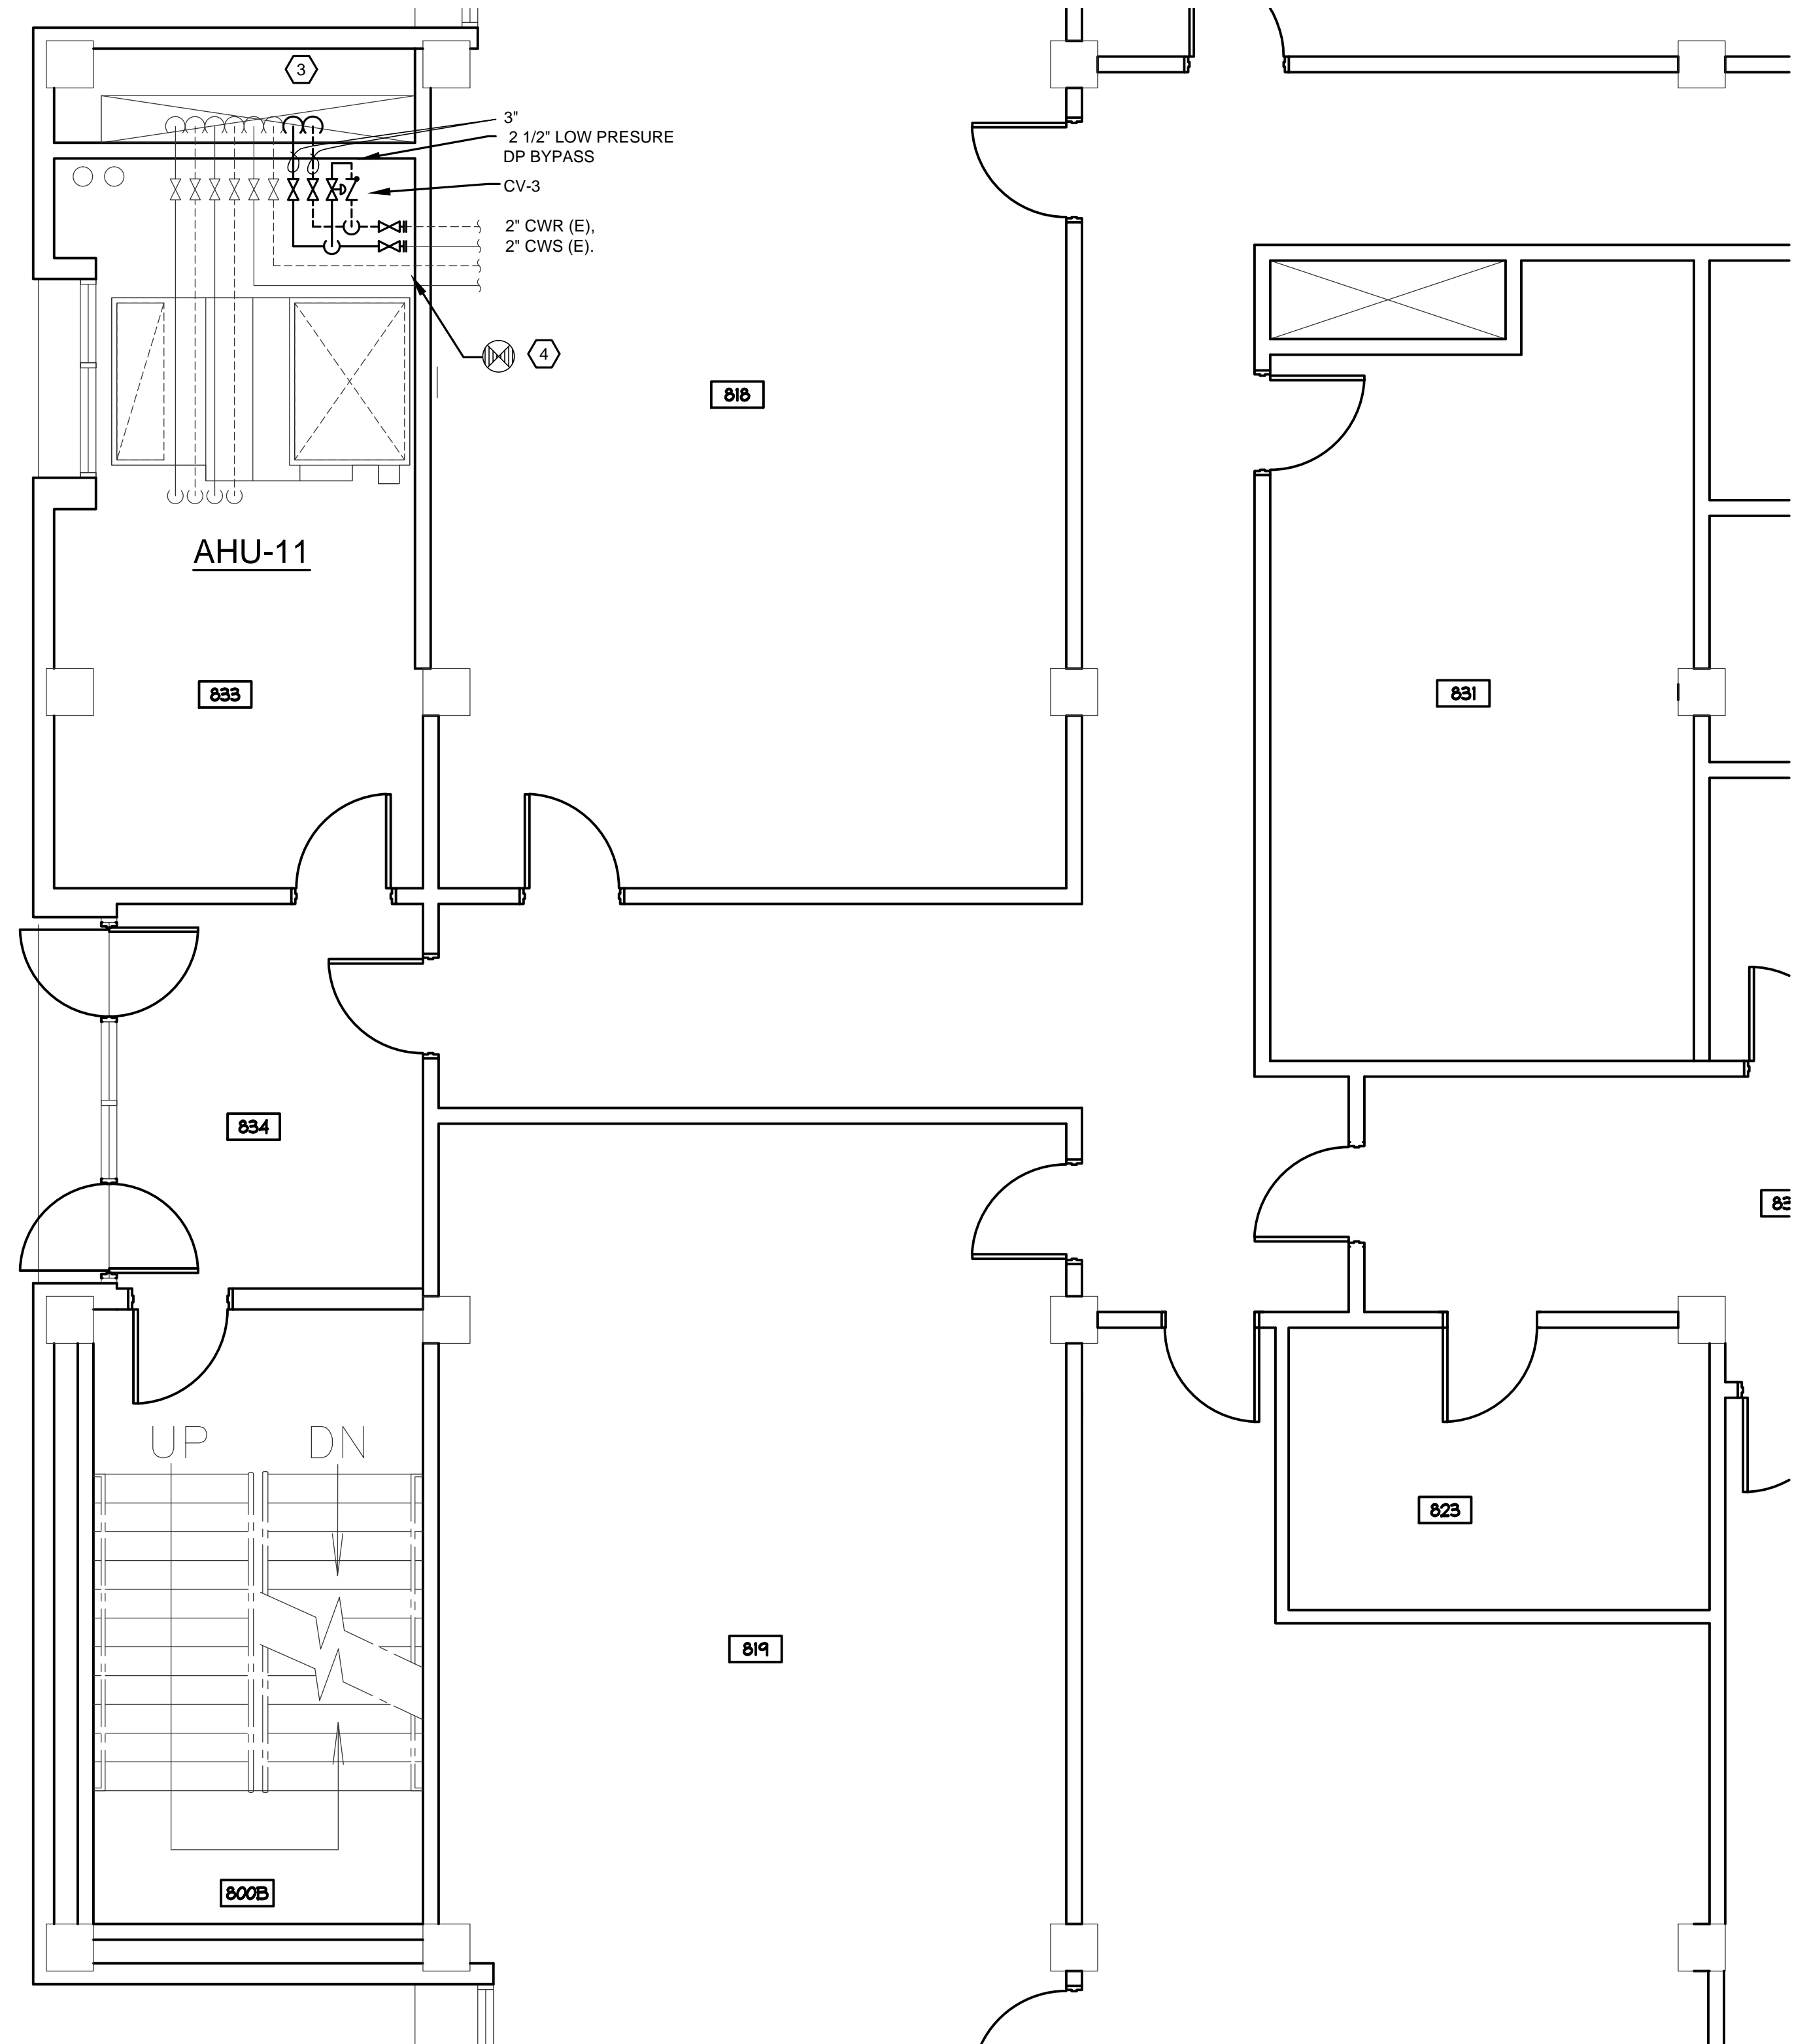 3
3"
2 1/2" LOW PRESURE
DP BYPASS
CV-3
2" CWR (E),
2" CWS (E).
4
818
AHU-11
833
831
834
UP
DN
823
819
800B